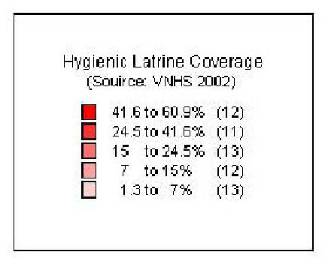 Hygienic Latrine Coverage
(Source: VNHS 2002)
41.6 to 60.9% (12)
24.5 to 41.6% (11)
15 to 24.5% (13)
7 to 15% (12)
1.3 to 7% (13)